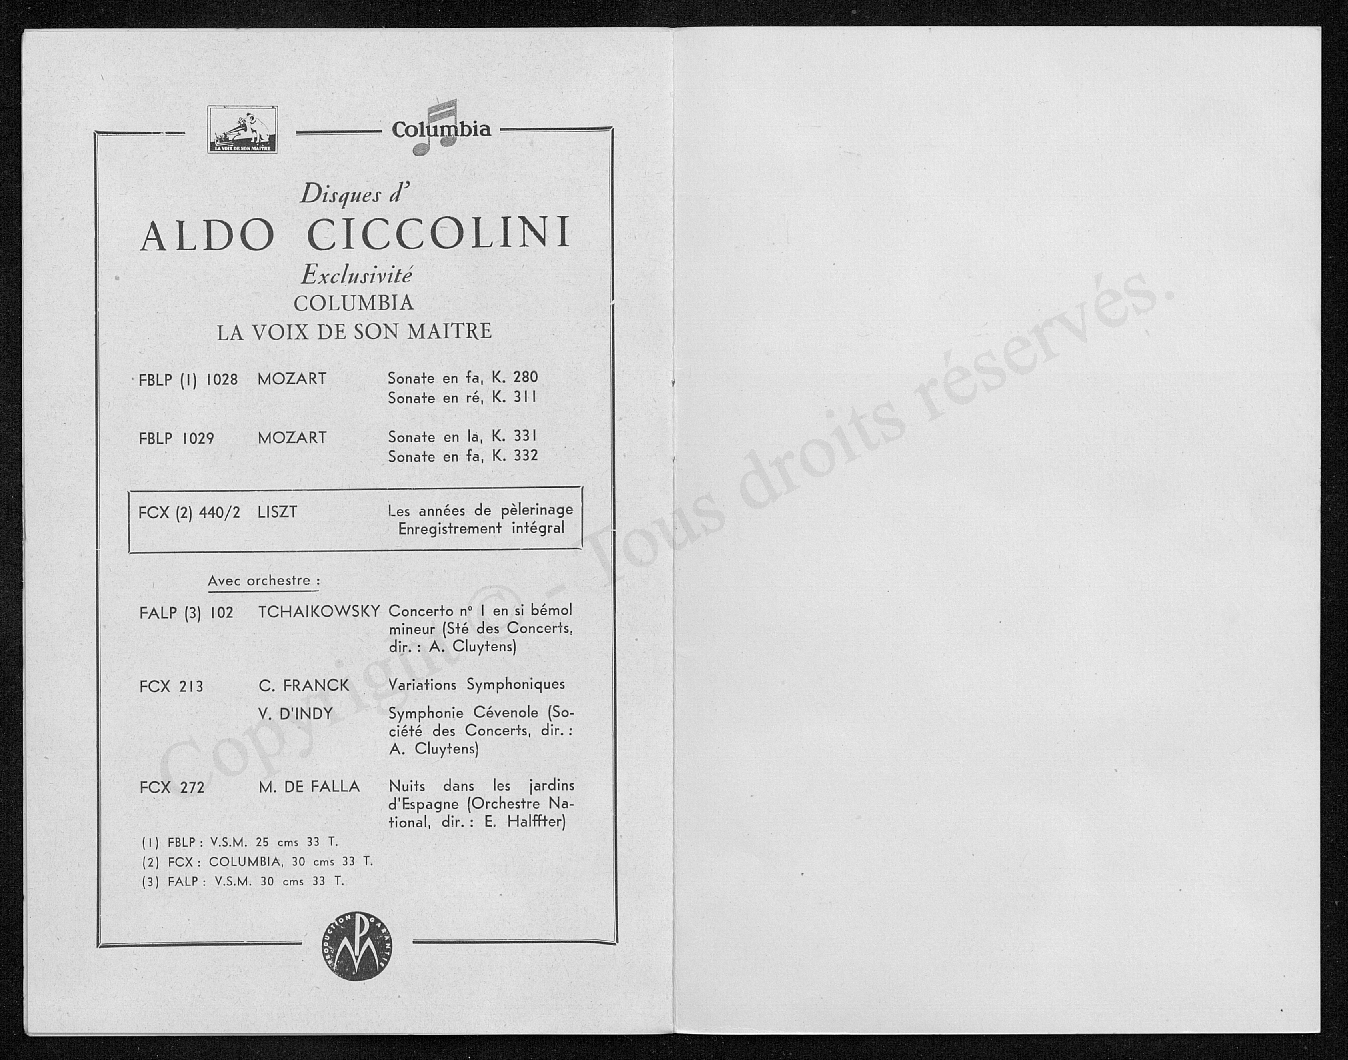 LA VOIX DE SON MAITRE
Columbia
Disques d'
ALDO CICCOLINI
Exclusivité
COLUMBIA
LA VOIX DE SON MAITRE
FBLP (1) 1028 MOZART Sonate en fa, K. 280
Sonate en ré, K. 311
FBLP 1029 MOZART Sonate en la, K. 331
Sonate en fa, K. 332
FCX (2) 440/2 LISZT Les années de pèlerinage
Enregistrement intégral
Avec orchestre :
FALP (3) 102 TCHAIKOWSKY Concerto n° 1 en si bémol
mineur (Sté des Concerts,
dir. : A. Cluytens)
FCX 213 C. FRANCK Variations Symphoniques
V. D'INDY Symphonie Cévenole (So-
ciété des Concerts, dir. :
A. Cluytens)
FCX 272 M. DE FALLA Nuits dans les jardins
d'Espagne (Orchestre Na-
tional, dir. : E. Halffter)
(1) FBLP : V.S.M. 25 cms 33 T.
(2) FCX : COLUMBIA, 30 cms 33 T.
(3) FALP : V.S.M. 30 cms 33 T.
PRODUCTION GARANTIE
PM
Copyright © - Tous droits réservés.